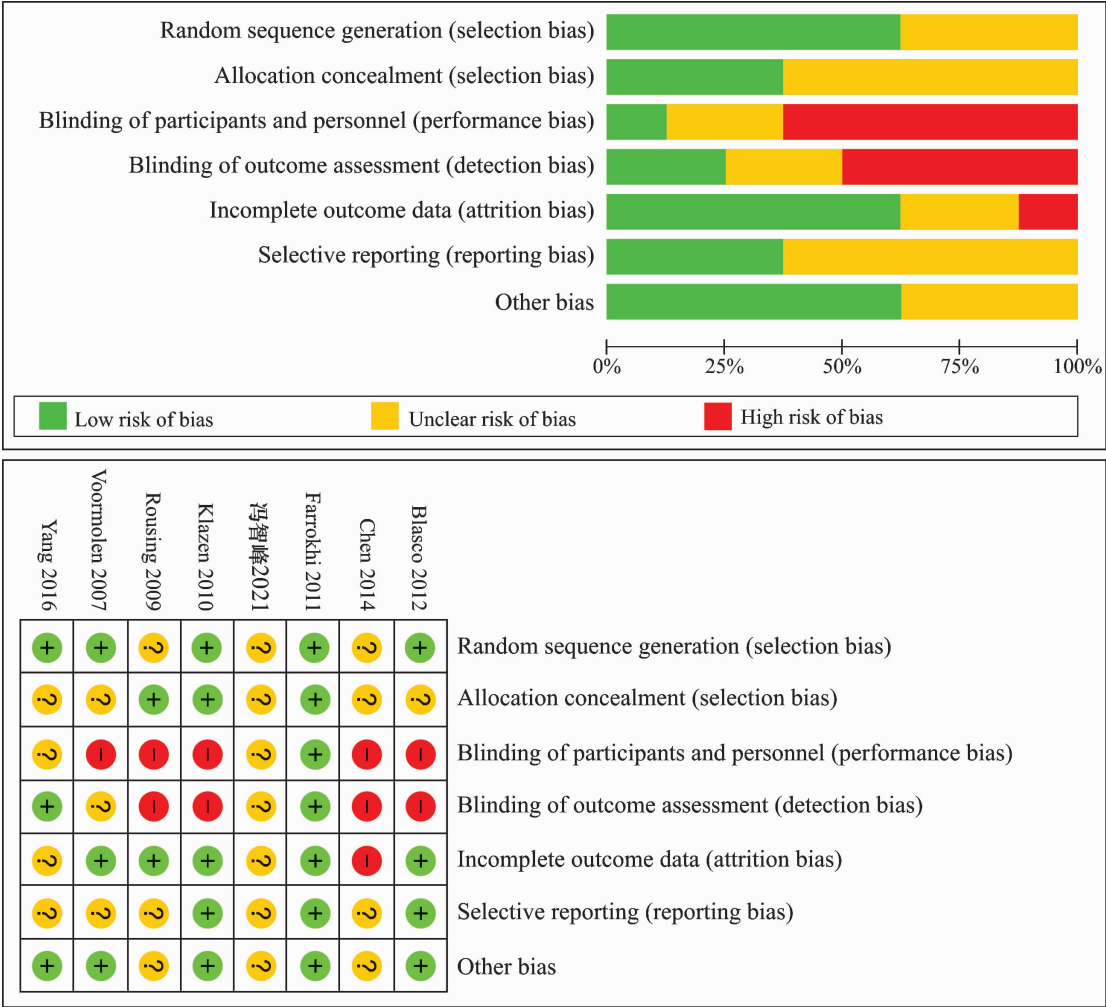 Random sequence generation (selection bias)
Allocation concealment (selection bias)
Blinding of participants and personnel (performance bias)
Blinding of outcome assessment (detection bias)
Incomplete outcome data (attrition bias)
Selective reporting (reporting bias)
Other bias
0% 25% 50% 75% 100%
Low risk of bias Unclear risk of bias High risk of bias
Yang 2016 Voormolen 2007 Rousing 2009 Klazen 2010 冯智峰2021 Farrokhi 2011 Chen 2014 Blasco 2012
+ + ? + ? + ? + Random sequence generation (selection bias)
? ? + + ? + ? ? Allocation concealment (selection bias)
? − − − ? + − − Blinding of participants and personnel (performance bias)
+ ? − − ? + − − Blinding of outcome assessment (detection bias)
? + + + ? + − + Incomplete outcome data (attrition bias)
? ? ? + ? + ? + Selective reporting (reporting bias)
+ + ? + ? + ? + Other bias